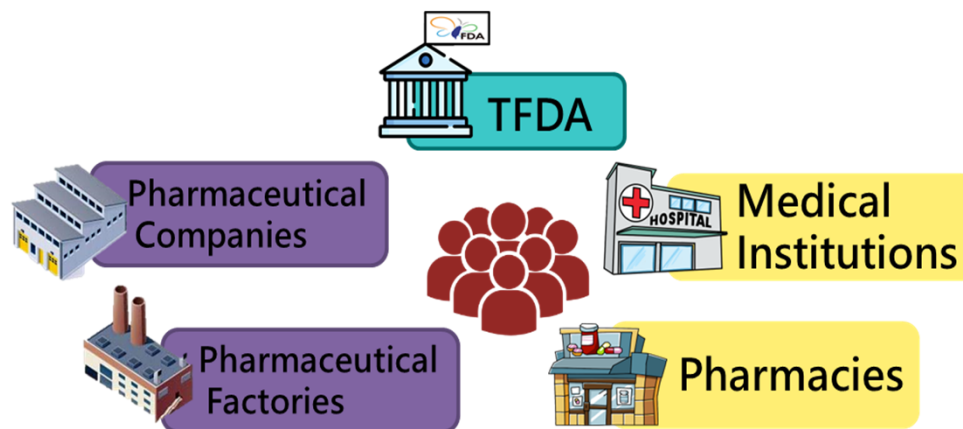 FDA
TFDA
Pharmaceutical
Companies
HOSPITAL
Medical
Institutions
Pharmaceutical
Factories
Pharmacies